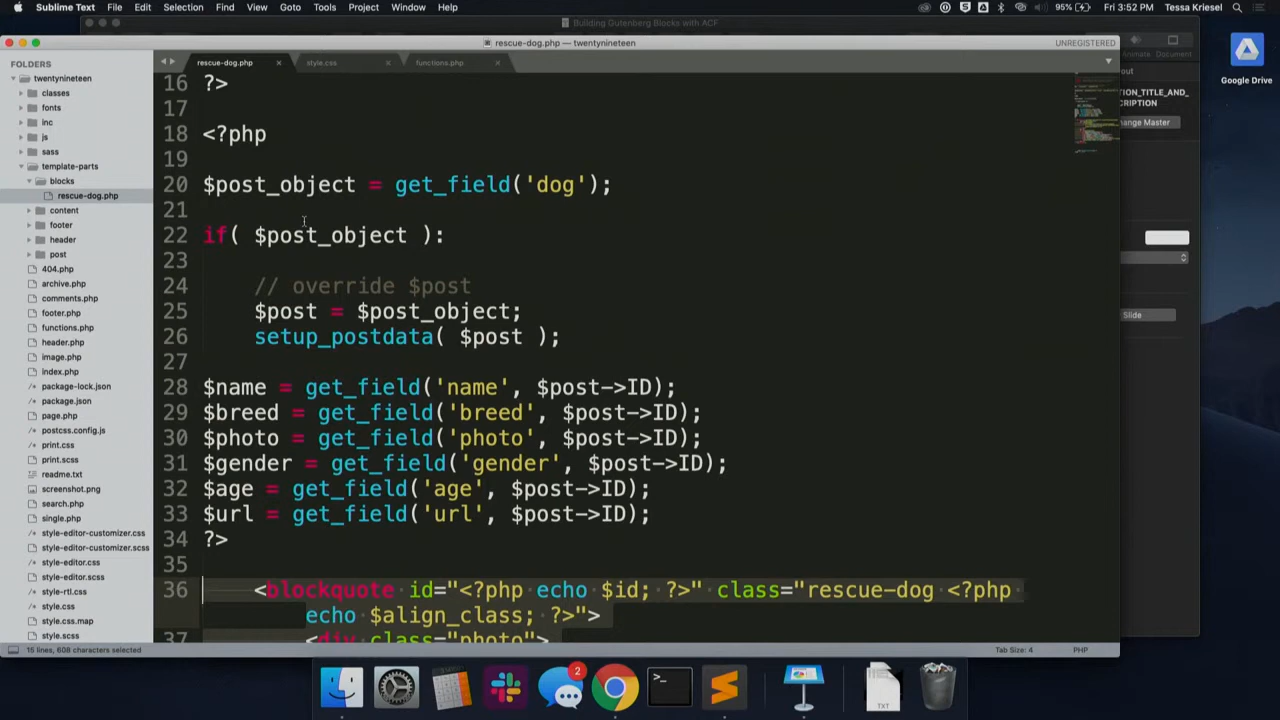 Sublime Text File Edit Selection Find View Goto Tools Project Window Help 95% Fri 3:52 PM Tessa Kriesel
Building Gutenberg Blocks with ACF
rescue-dog.php — twentynineteen UNREGISTERED
Animate Document
FOLDERS
twentynineteen
classes
fonts
inc
js
sass
template-parts
blocks
rescue-dog.php
content
footer
header
post
404.php
archive.php
comments.php
footer.php
functions.php
header.php
image.php
index.php
package-lock.json
package.json
page.php
postcss.config.js
print.css
print.scss
readme.txt
screenshot.png
search.php
single.php
style-editor-customizer.css
style-editor-customizer.scss
style-editor.css
style-editor.scss
style-rtl.css
style.css
style.css.map
style.scss
rescue-dog.php × style.css × functions.php ×
16 ?>
17
18 <?php
19
20 $post_object = get_field('dog');
21
22 if( $post_object ):
23
24 // override $post
25 $post = $post_object;
26 setup_postdata( $post );
27
28 $name = get_field('name', $post->ID);
29 $breed = get_field('breed', $post->ID);
30 $photo = get_field('photo', $post->ID);
31 $gender = get_field('gender', $post->ID);
32 $age = get_field('age', $post->ID);
33 $url = get_field('url', $post->ID);
34 ?>
35
36 <blockquote id="<?php echo $id; ?>" class="rescue-dog <?php
echo $align_class; ?>">
37 <div class="photo">
15 lines, 608 characters selected Tab Size: 4 PHP
TION_TITLE_AND_
CRIPTION
hange Master
Slide
Google Drive
2
TXT